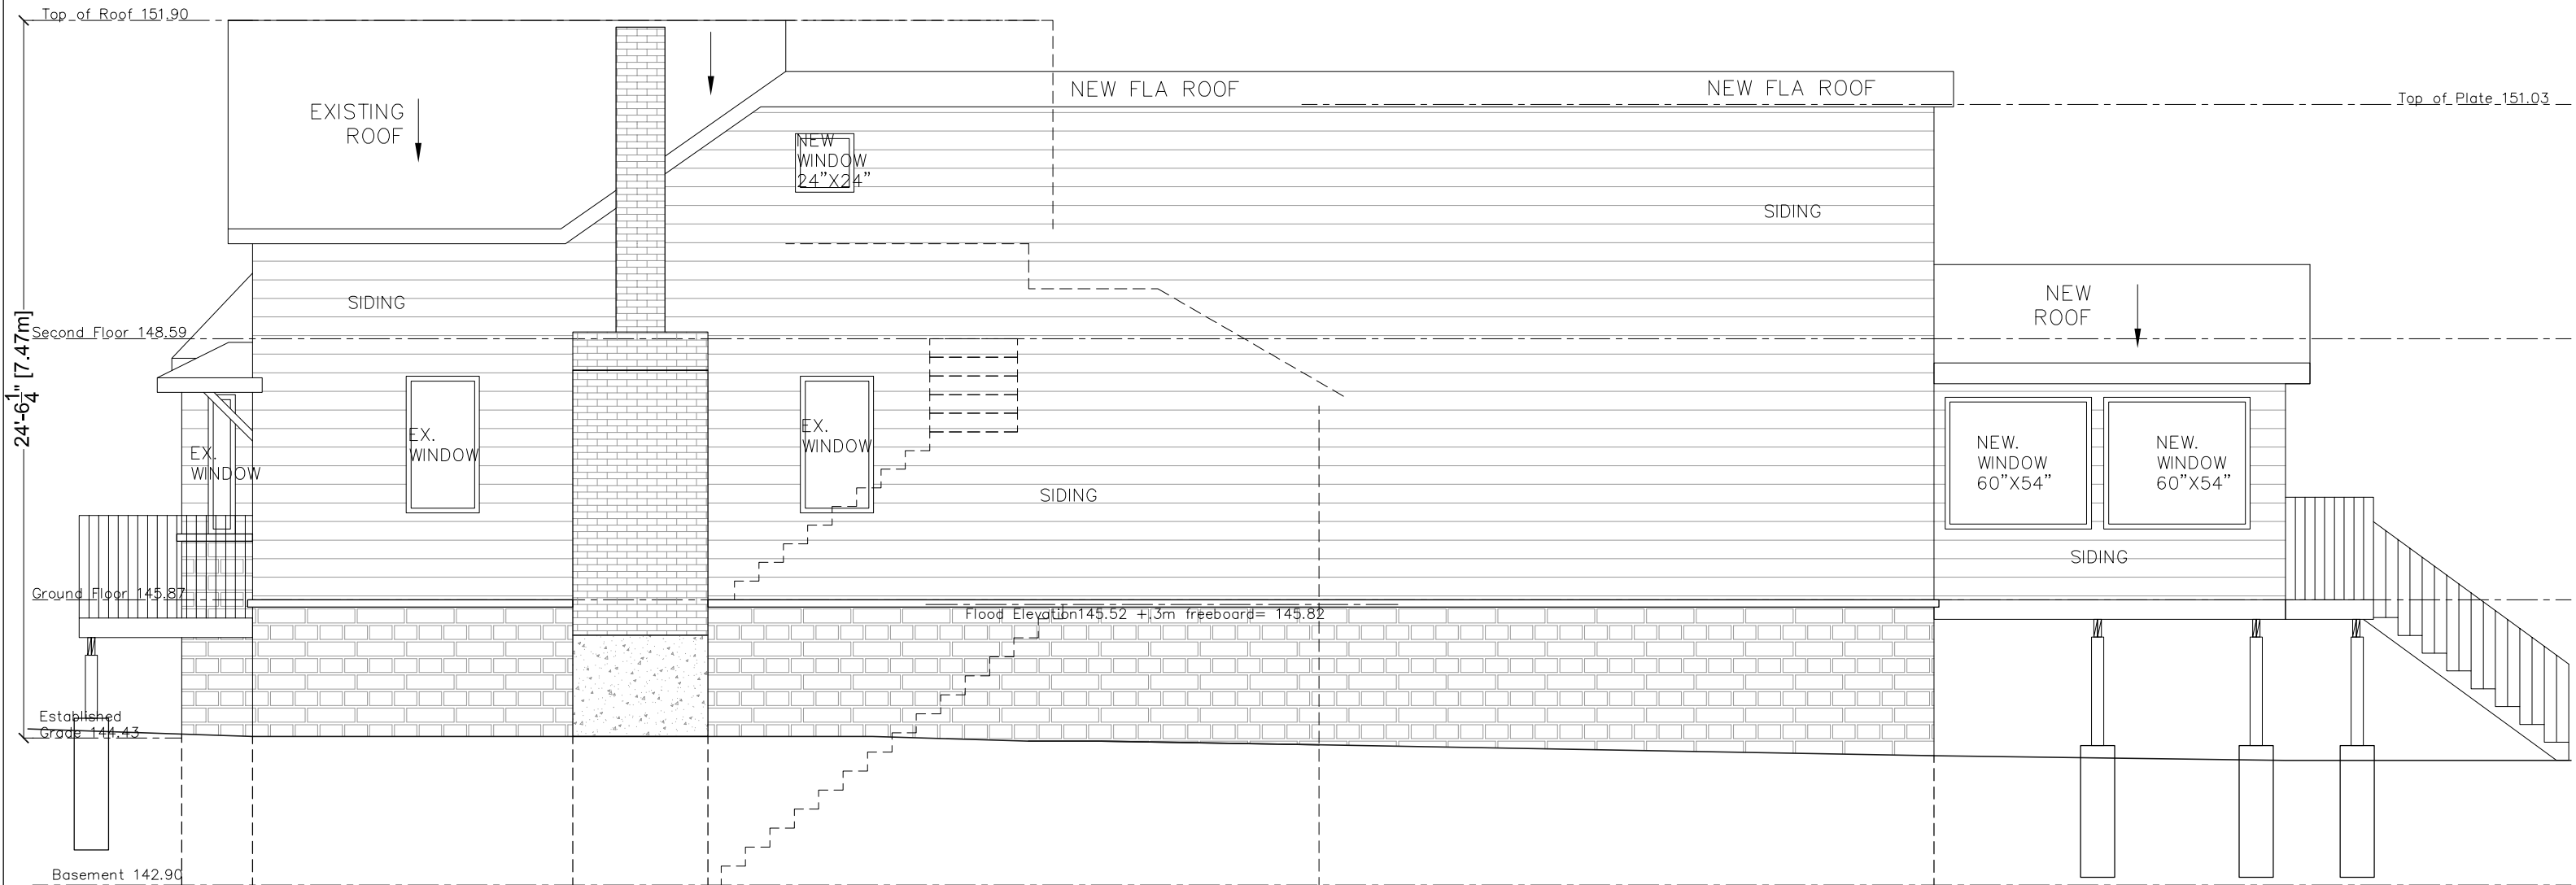 Top of Roof 151.90
NEW FLA ROOF
NEW FLA ROOF
Top of Plate 151.03
EXISTING
ROOF
NEW
WINDOW
24"X24"
SIDING
SIDING
NEW
ROOF
Second Floor 148.59
24'-6 1/4" [7.47m]
EX.
WINDOW
EX.
WINDOW
EX.
WINDOW
NEW.
WINDOW
60"X54"
NEW.
WINDOW
60"X54"
SIDING
SIDING
Ground Floor 145.87
Flood Elevation145.52 +.3m freeboard= 145.82
Established
Grade 144.43
Basement 142.90